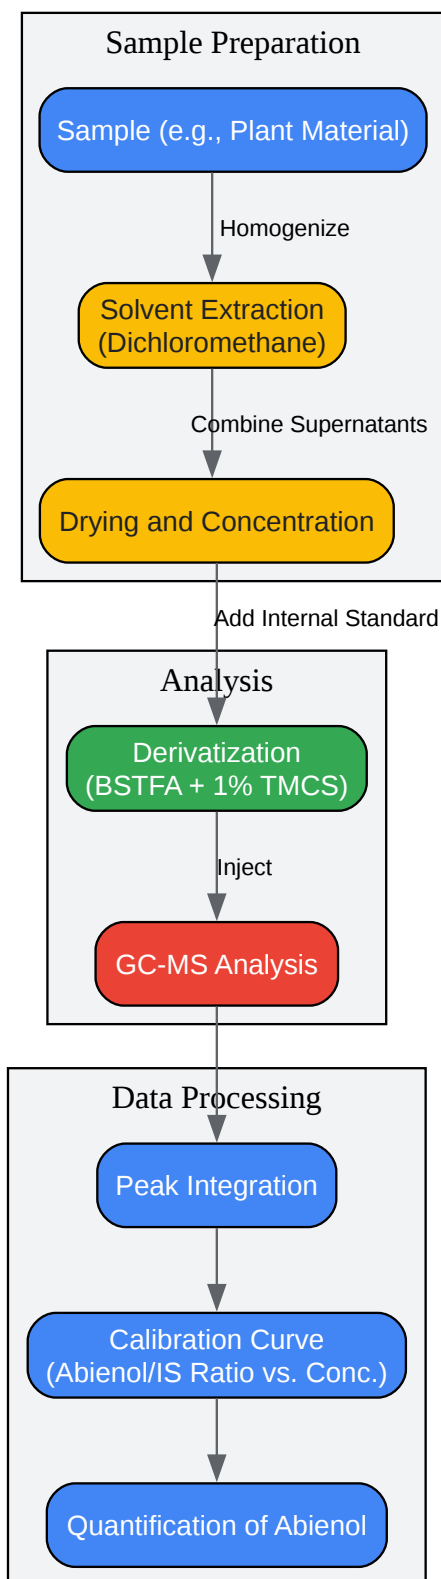 Sample Preparation
Sample (e.g., Plant Material)
Homogenize
Solvent Extraction
(Dichloromethane)
Combine Supernatants
Drying and Concentration
Add Internal Standard
Analysis
Derivatization
(BSTFA + 1% TMCS)
Inject
GC-MS Analysis
Data Processing
Peak Integration
Calibration Curve
(Abienol/IS Ratio vs. Conc.)
Quantification of Abienol